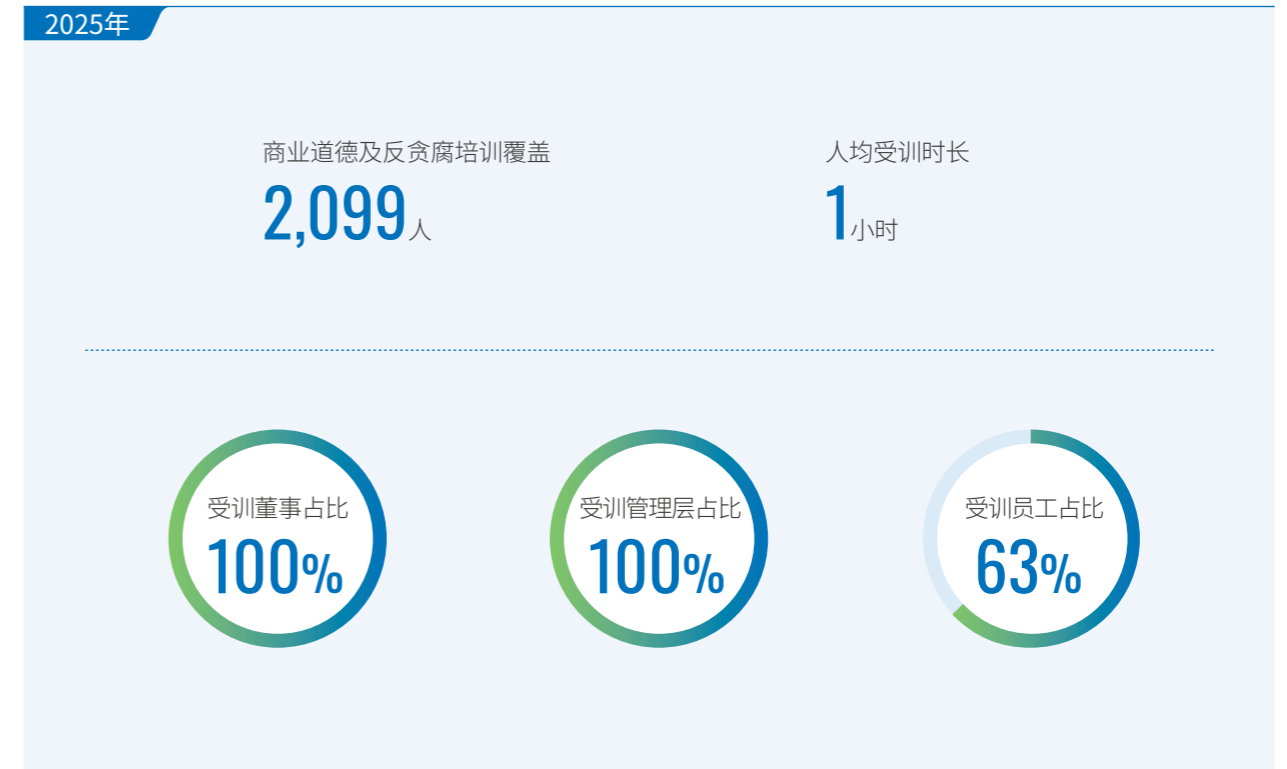 2025年
商业道德及反贪腐培训覆盖
2,099人
人均受训时长
1小时
受训董事占比
100%
受训管理层占比
100%
受训员工占比
63%